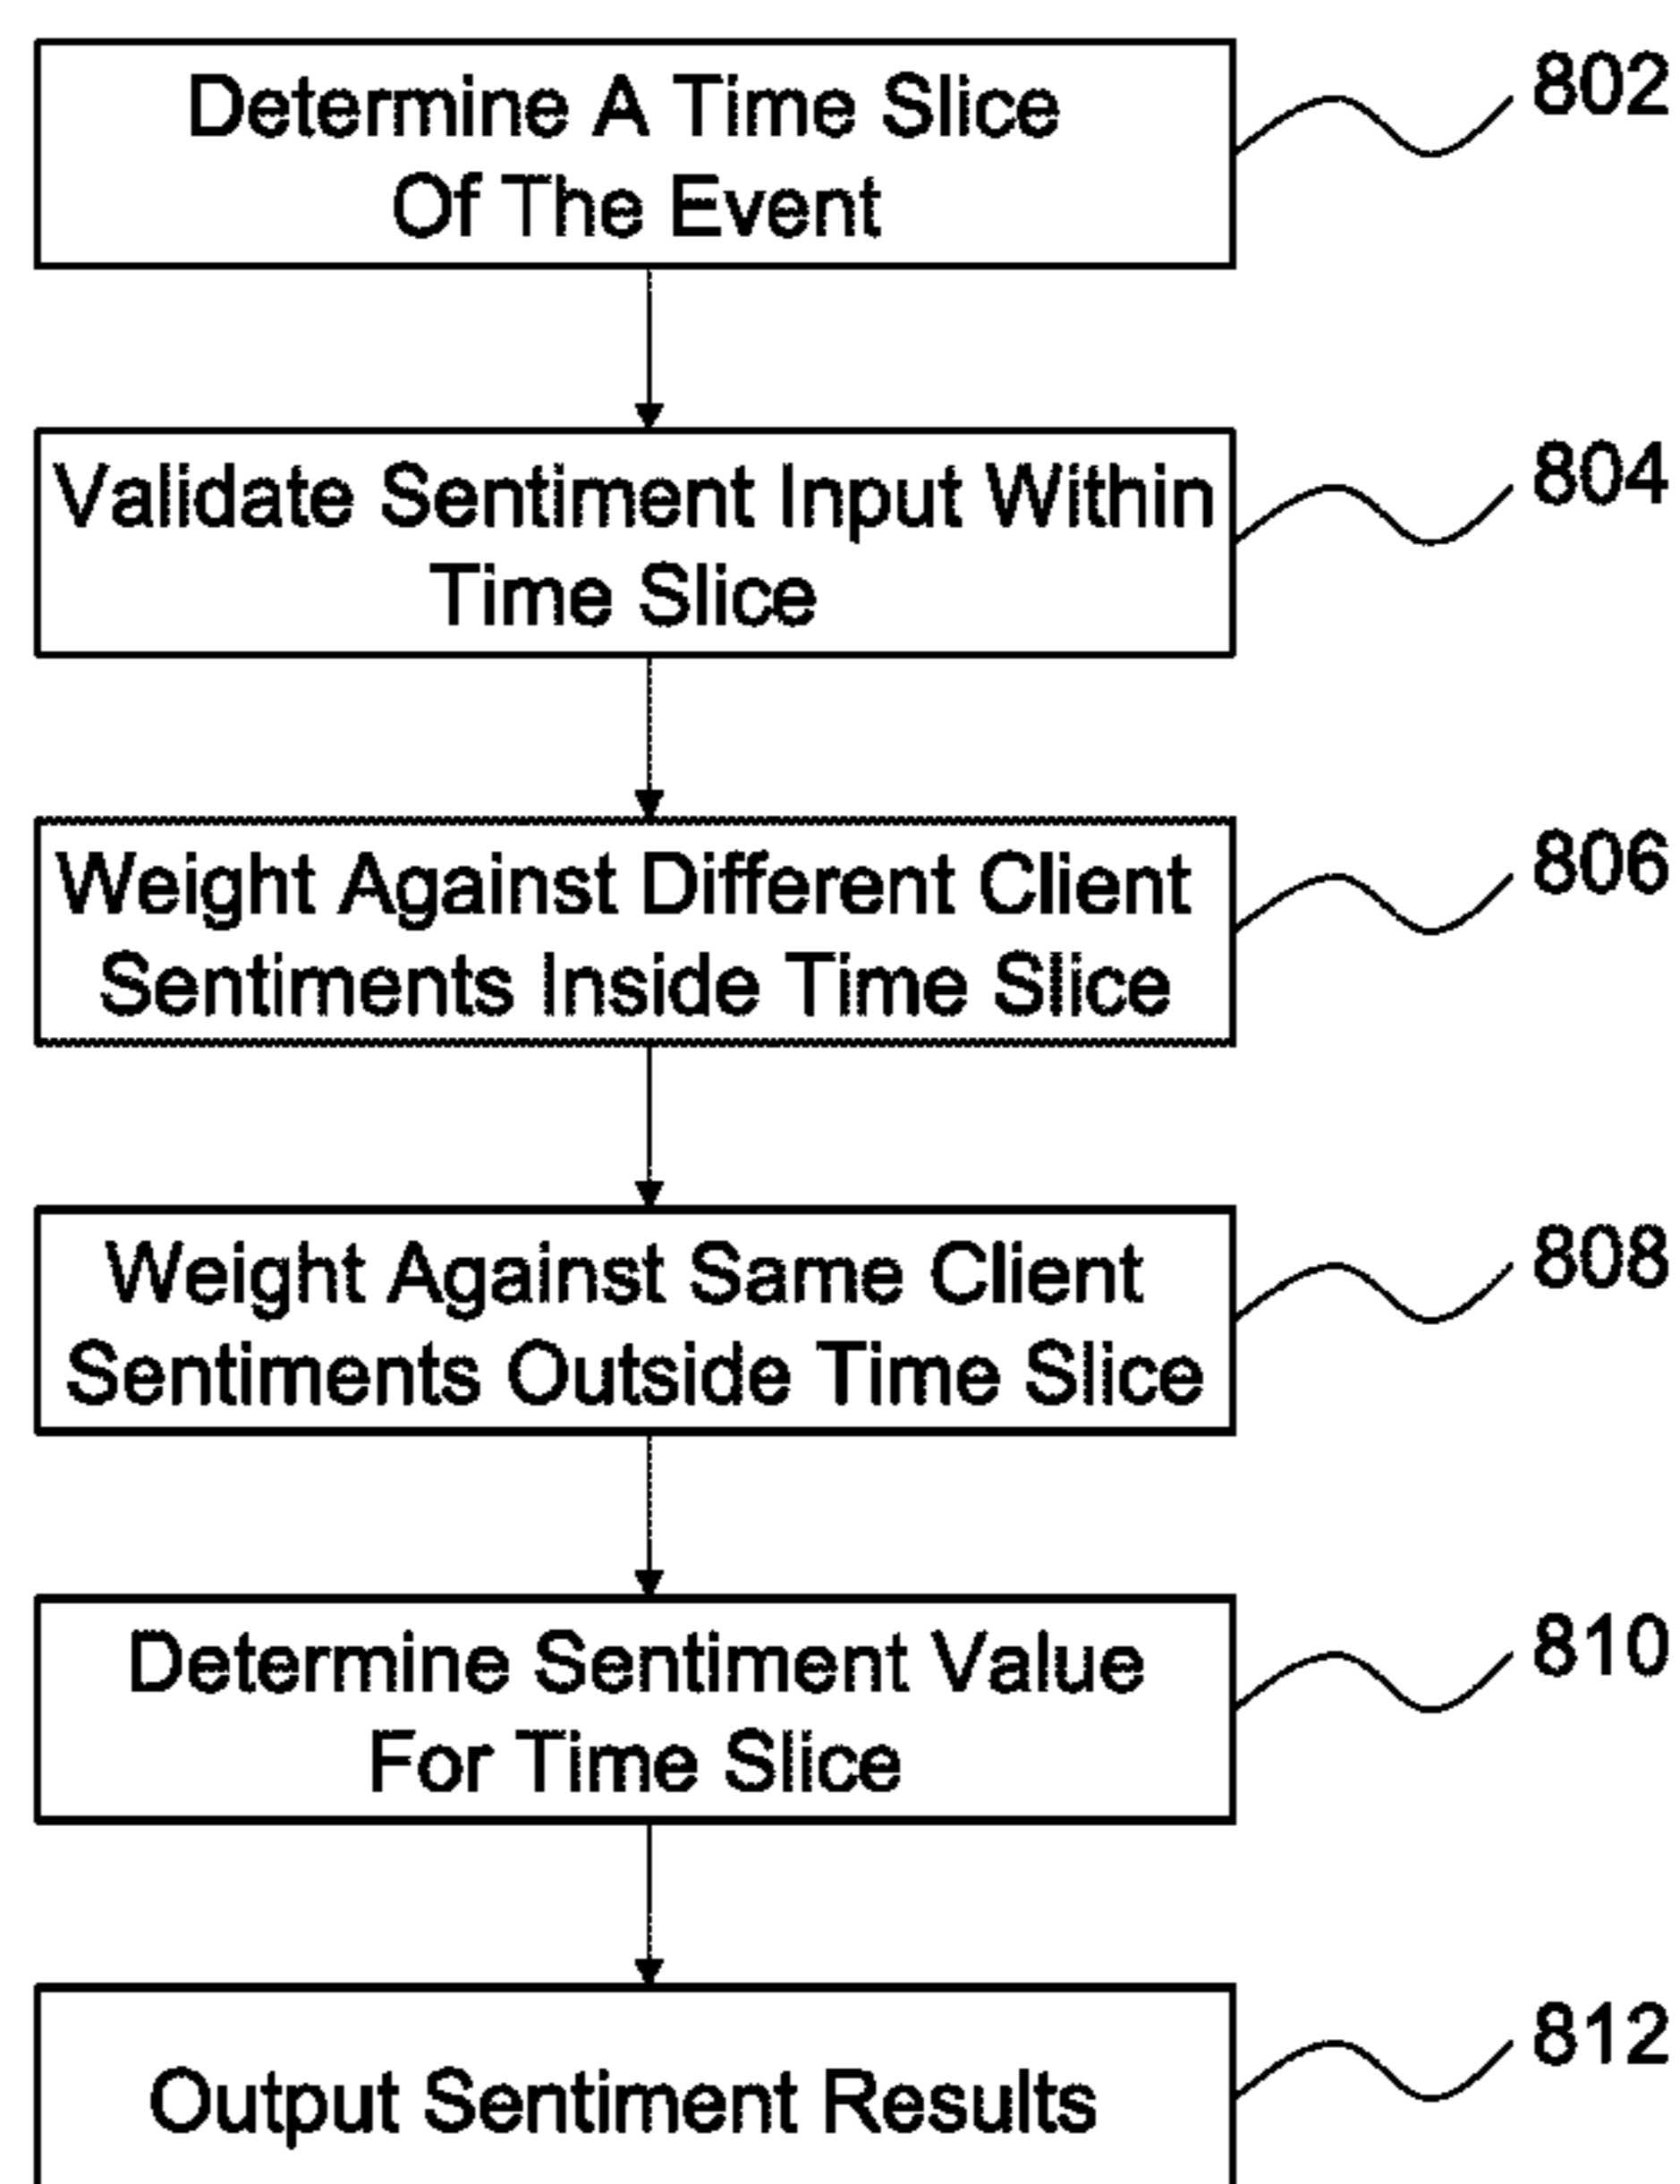 Determine A Time Slice
Of The Event
802
Validate Sentiment Input Within
Time Slice
804
Weight Against Different Client
Sentiments Inside Time Slice
806
Weight Against Same Client
Sentiments Outside Time Slice
808
Determine Sentiment Value
For Time Slice
810
Output Sentiment Results
812